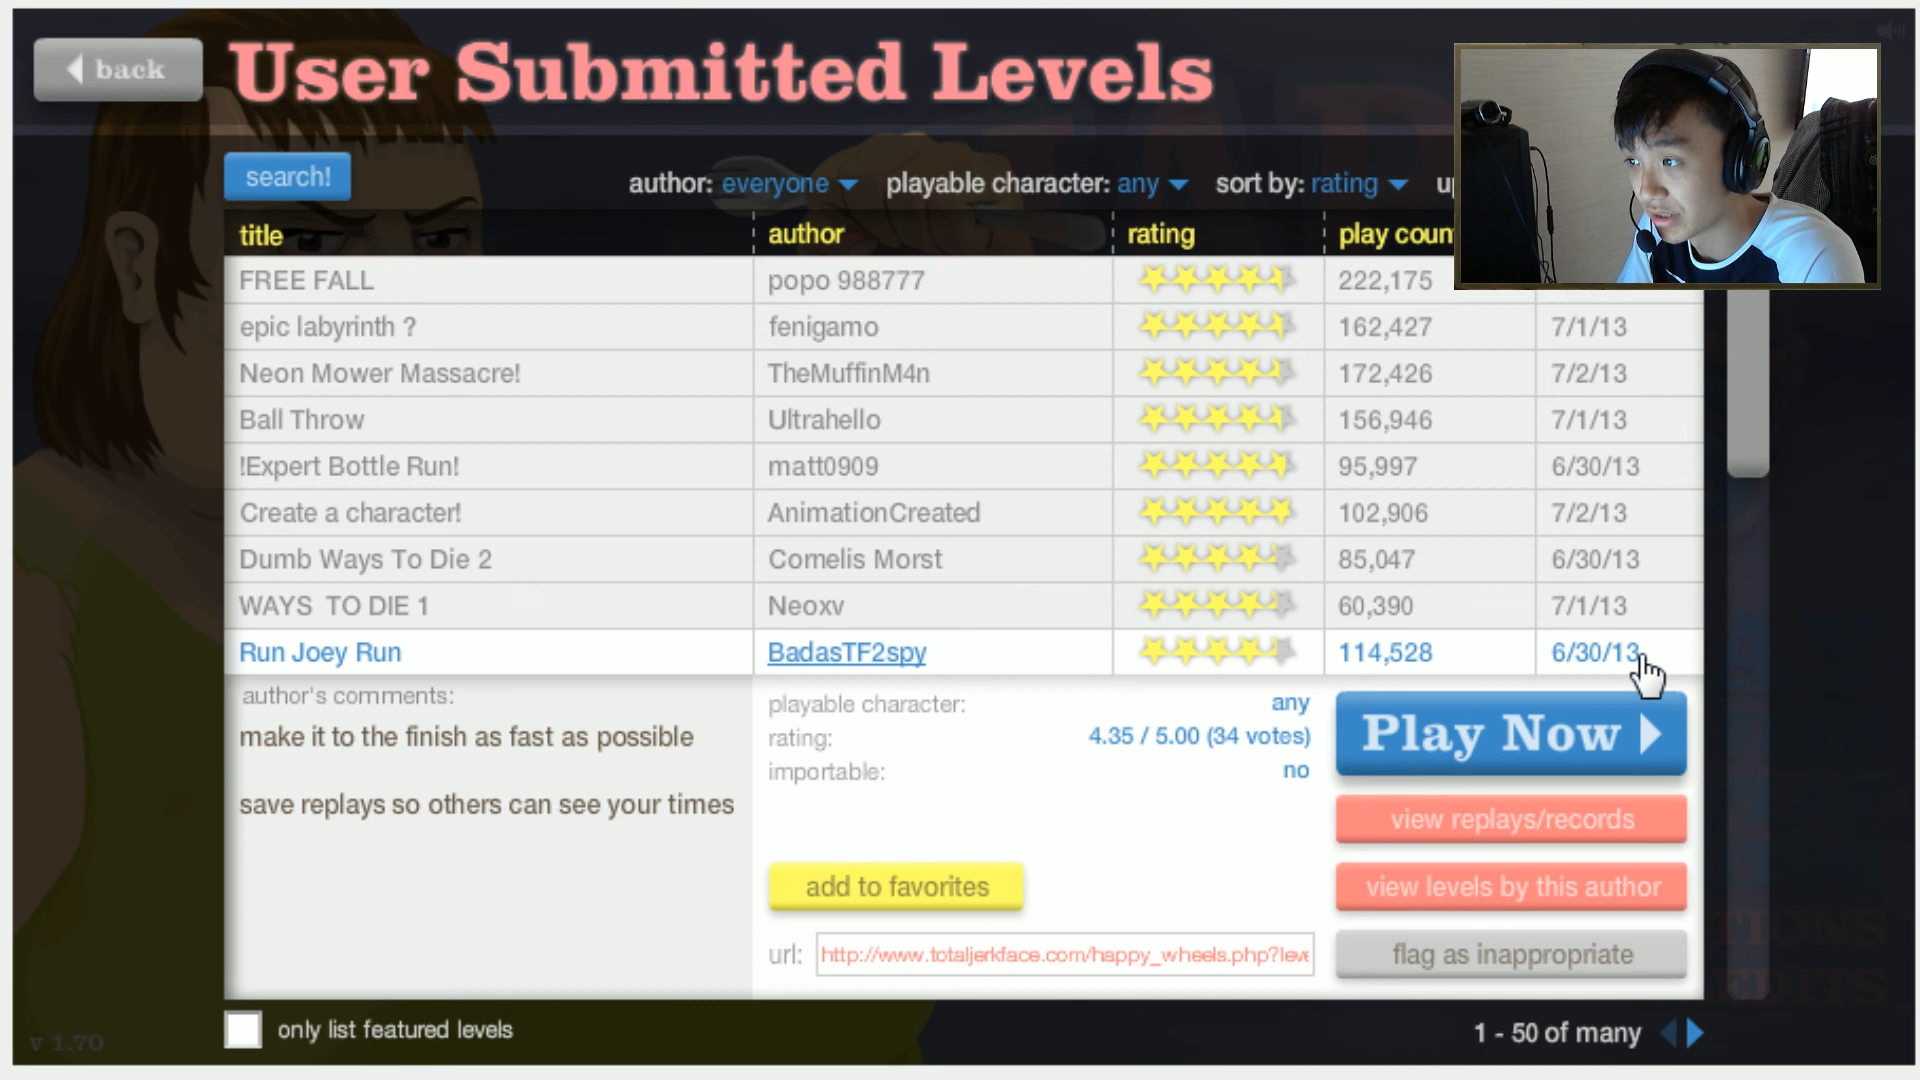 back
User Submitted Levels
search!
author: everyone playable character: any sort by: rating
title author rating play coun
FREE FALL popo 988777 222,175
epic labyrinth ? fenigamo 162,427 7/1/13
Neon Mower Massacre! TheMuffinM4n 172,426 7/2/13
Ball Throw Ultrahello 156,946 7/1/13
!Expert Bottle Run! matt0909 95,997 6/30/13
Create a character! AnimationCreated 102,906 7/2/13
Dumb Ways To Die 2 Cornelis Morst 85,047 6/30/13
WAYS TO DIE 1 Neoxv 60,390 7/1/13
Run Joey Run BadasTF2spy 114,528 6/30/13
author's comments:
make it to the finish as fast as possible
save replays so others can see your times
playable character: any
rating: 4.35 / 5.00 (34 votes)
importable: no
add to favorites
url: http://www.totaljerkface.com/happy_wheels.php?leve
Play Now
view replays/records
view levels by this author
flag as inappropriate
only list featured levels
1 - 50 of many
v 1.70